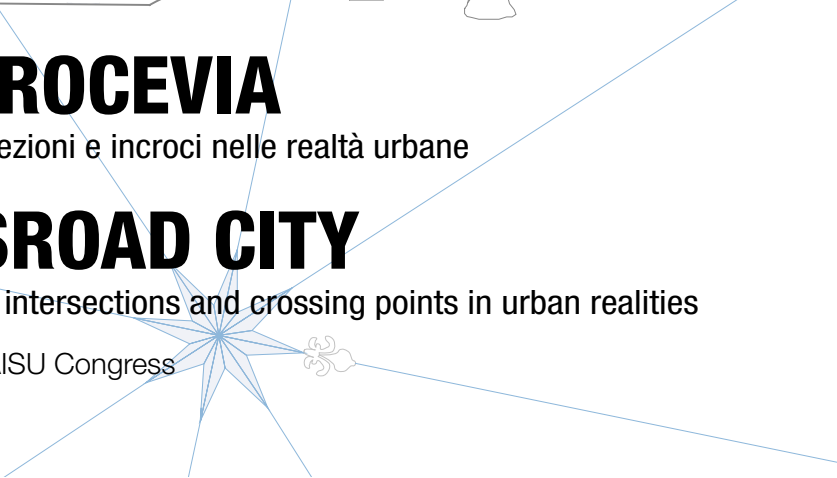 ROCEVIA
ezioni e incroci nelle realtà urbane
SROAD CITY
intersections and crossing points in urban realities
ISU Congress